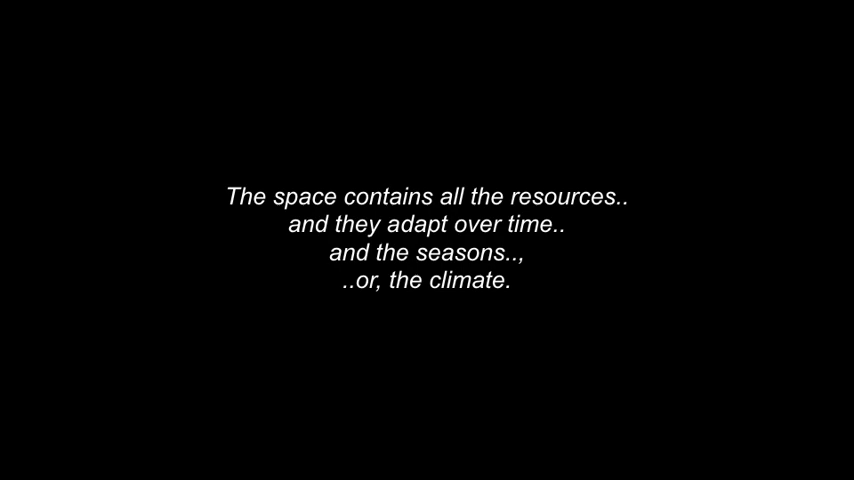 The space contains all the resources..
and they adapt over time..
and the seasons..,
..or, the climate.